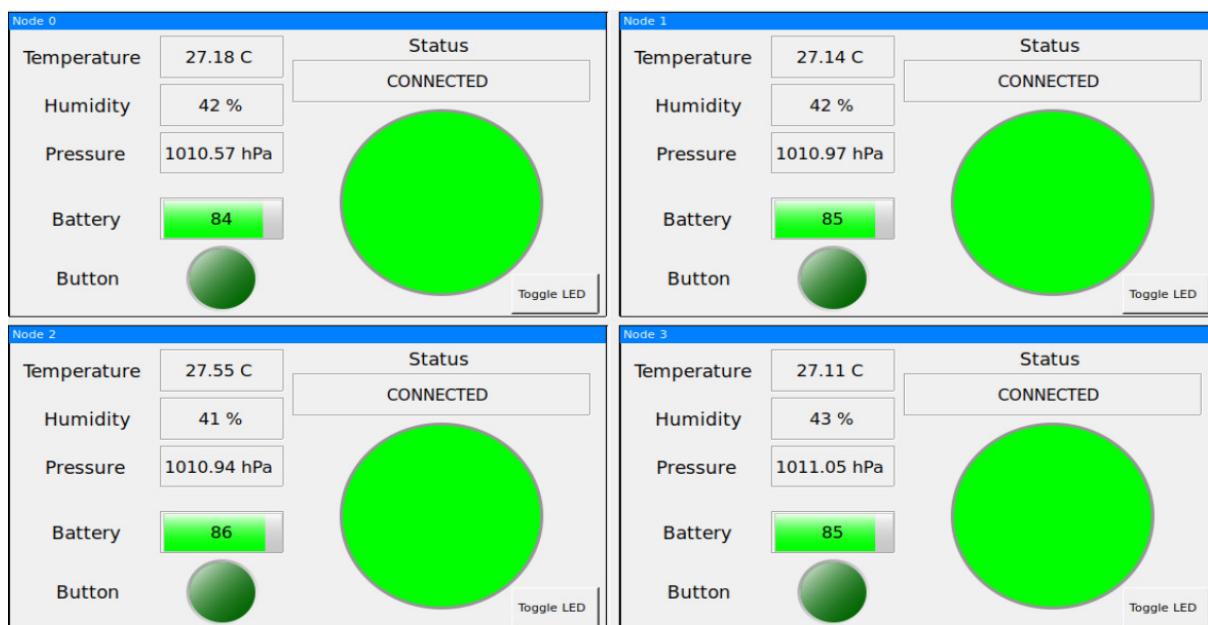 Node 0
Temperature 27.18 C
Status
CONNECTED
Humidity 42 %
Pressure 1010.57 hPa
Battery 84
Button
Toggle LED
Node 1
Temperature 27.14 C
Status
CONNECTED
Humidity 42 %
Pressure 1010.97 hPa
Battery 85
Button
Toggle LED
Node 2
Temperature 27.55 C
Status
CONNECTED
Humidity 41 %
Pressure 1010.94 hPa
Battery 86
Button
Toggle LED
Node 3
Temperature 27.11 C
Status
CONNECTED
Humidity 43 %
Pressure 1011.05 hPa
Battery 85
Button
Toggle LED